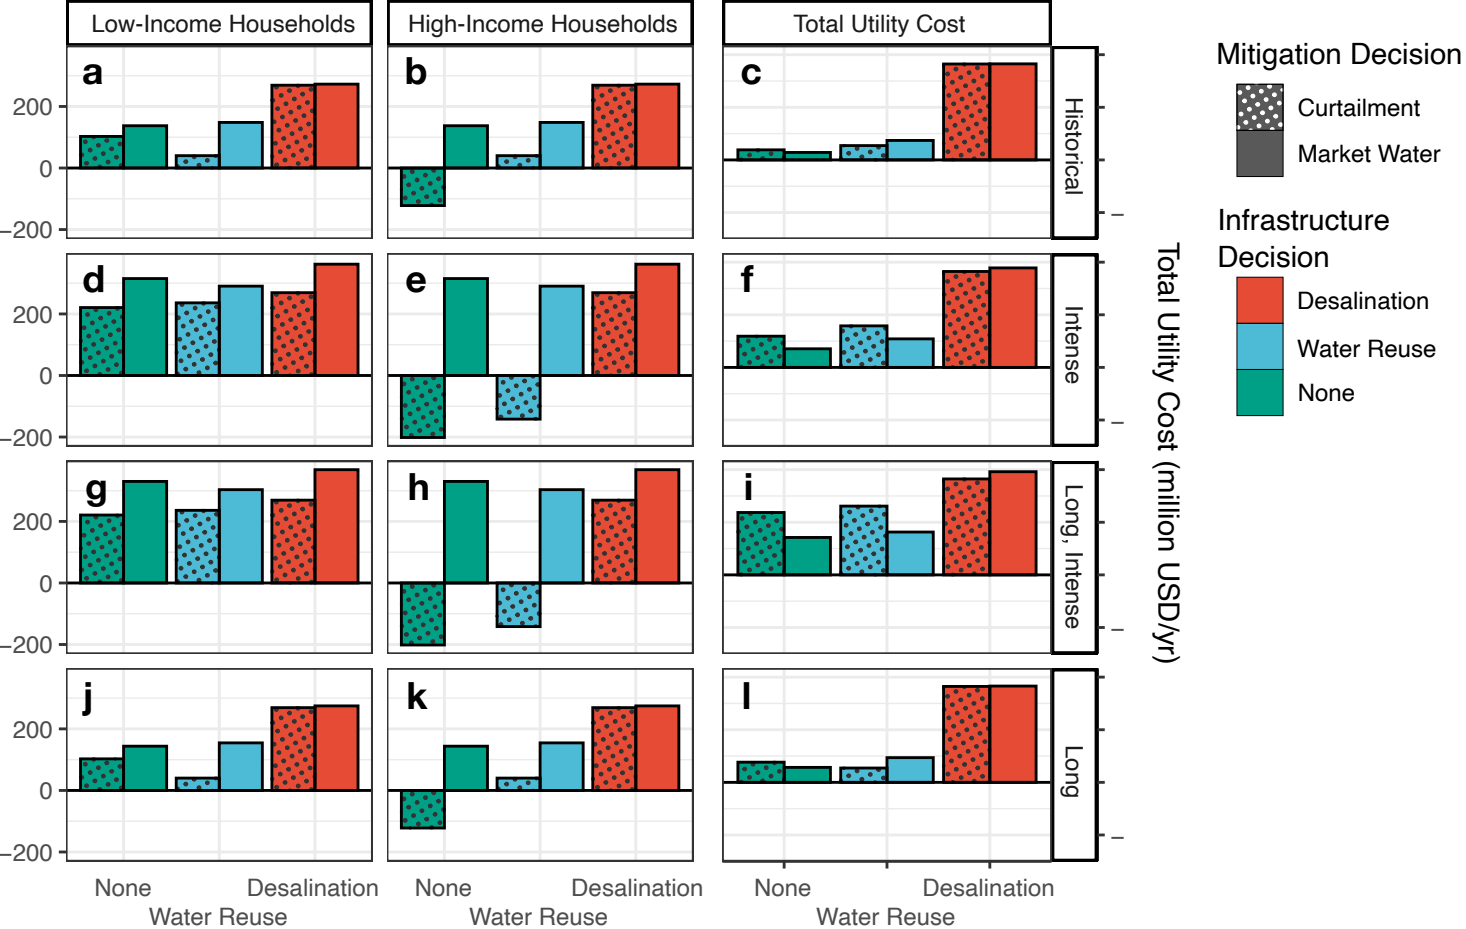 Low-Income Households
High-Income Households
Total Utility Cost
a
b
c
200
0
−200
Historical
d
e
f
200
0
−200
Intense
g
h
i
200
0
−200
Long, Intense
j
k
l
200
0
−200
Long
None
Desalination
Water Reuse
None
Desalination
Water Reuse
None
Desalination
Water Reuse
Total Utility Cost (million USD/yr)
Mitigation Decision
Curtailment
Market Water
Infrastructure
Decision
Desalination
Water Reuse
None